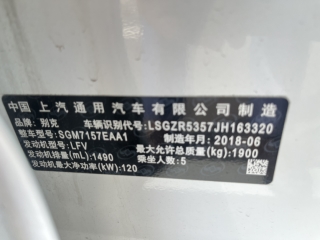 中国上汽通用汽车有限公司制造
品牌：别克 车辆识别代号：LSGZR5357JH163320
整车型号：SGM7157EAA1 制造年月：2018-06
发动机型号：LFV 最大允许总质量(kg)：1900
发动机排量(mL)：1490 乘坐人数：5
发动机最大净功率(kW)：120